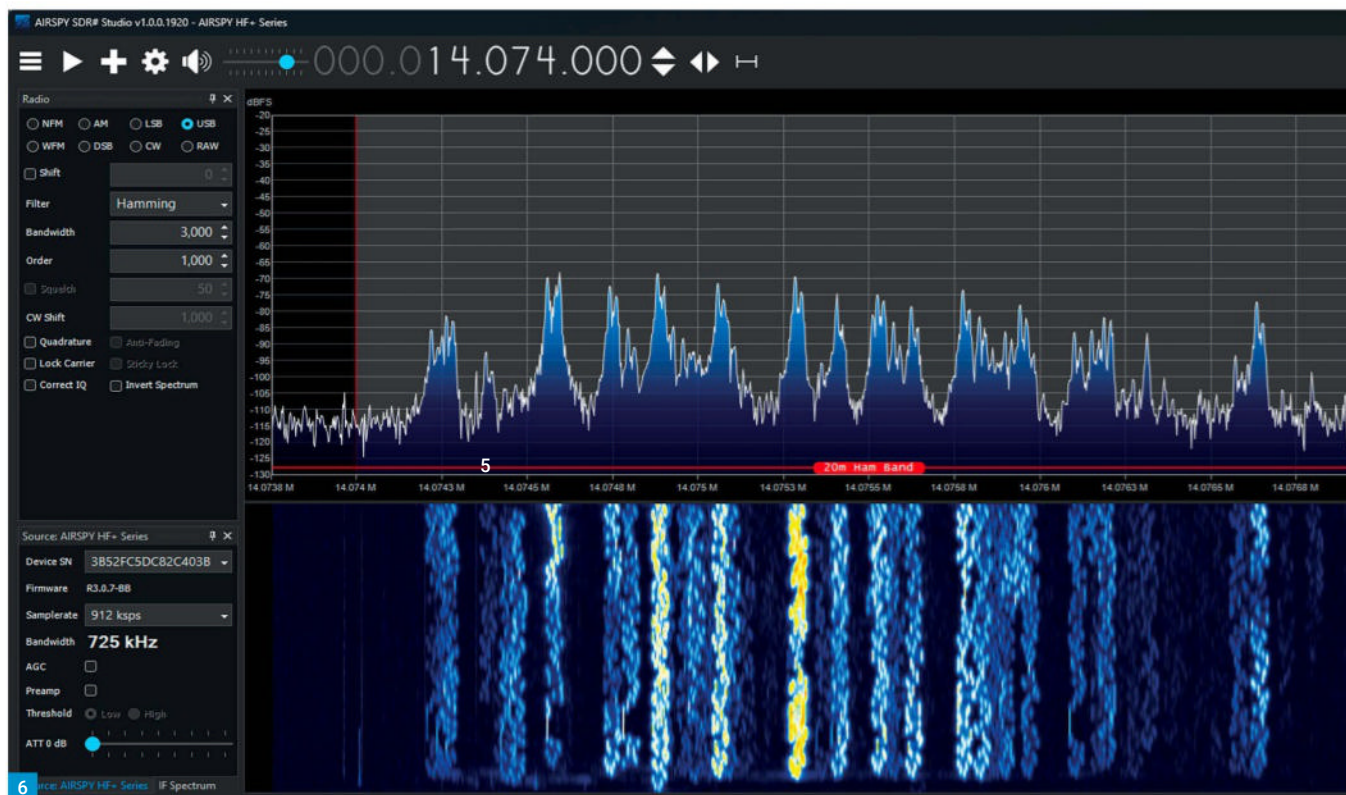 AIRSPY SDR# Studio v1.0.0.1920 - AIRSPY HF+ Series
000.014.074.000
Radio
NFM AM LSB USB
WFM DSB CW RAW
Shift 0
Filter Hamming
Bandwidth 3,000
Order 1,000
Squelch 50
CW Shift 1,000
Quadrature Anti-Fading
Lock Carrier Sticky Lock
Correct IQ Invert Spectrum
dBFS
-20
-30
-35
-40
-45
-50
-55
-60
-65
-70
-75
-80
-85
-90
-95
-100
-105
-110
-115
-120
-130
5
20m Ham Band
14.0738 M 14.074 M 14.0743 M 14.0745 M 14.0748 M 14.075 M 14.0753 M 14.0755 M 14.0758 M 14.076 M 14.0763 M 14.0765 M 14.0768 M
Source: AIRSPY HF+ Series
Device SN 3B52FC5DC82C403B
Firmware R3.0.7-BB
Samplerate 912 ksps
Bandwidth 725 kHz
AGC
Preamp
Threshold Low High
ATT 0 dB
6
AIRSPY HF+ Series IF Spectrum